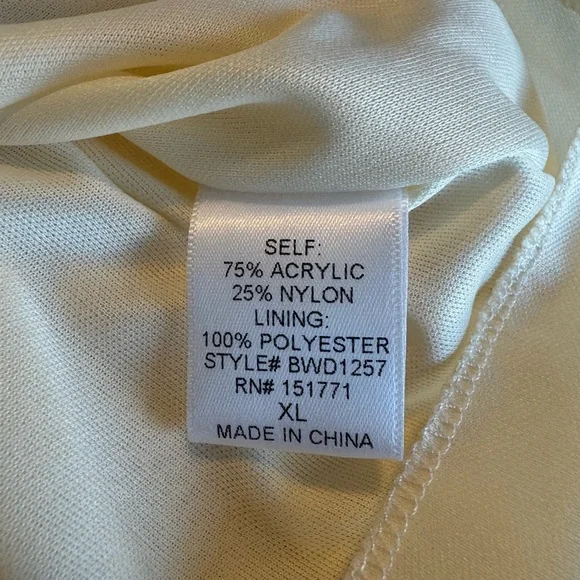 SELF:
75% ACRYLIC
25% NYLON
LINING:
100% POLYESTER
STYLE# BWD1257
RN# 151771
XL
MADE IN CHINA